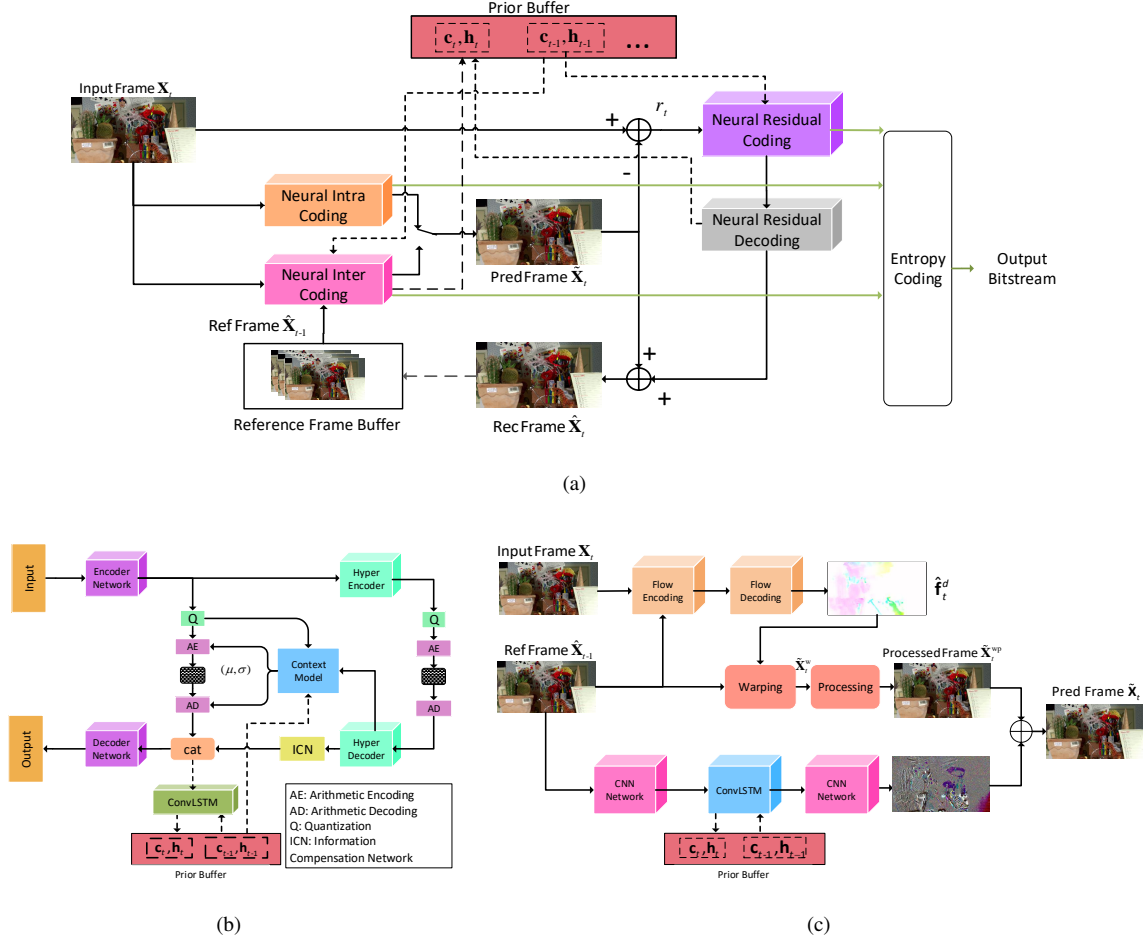 Prior Buffer
c_t,h_t
c_{t-1},h_{t-1}
...
Input Frame X_t
+
r_t
Neural Residual
Coding
-
Neural Intra
Coding
Neural Residual
Decoding
Neural Inter
Coding
Pred Frame X̃_t
Entropy
Coding
Output
Bitstream
Ref Frame X̂_{t-1}
+
+
Reference Frame Buffer
Rec Frame X̂_t
(a)
Input
Encoder
Network
Hyper
Encoder
Q
Q
AE
AE
(μ,σ)
Context
Model
AD
AD
Output
Decoder
Network
cat
ICN
Hyper
Decoder
ConvLSTM
c_t,h_t
c_{t-1},h_{t-1}
Prior Buffer
AE: Arithmetic Encoding
AD: Arithmetic Decoding
Q: Quantization
ICN: Information
Compensation Network
(b)
Input Frame X_t
Flow
Encoding
Flow
Decoding
f̂_t^d
Ref Frame X̂_{t-1}
Warping
X̃_t^w
Processing
Processed Frame X̃_t^{wp}
Pred Frame X̃_t
CNN
Network
ConvLSTM
CNN
Network
c_t,h_t
c_{t-1},h_{t-1}
Prior Buffer
(c)